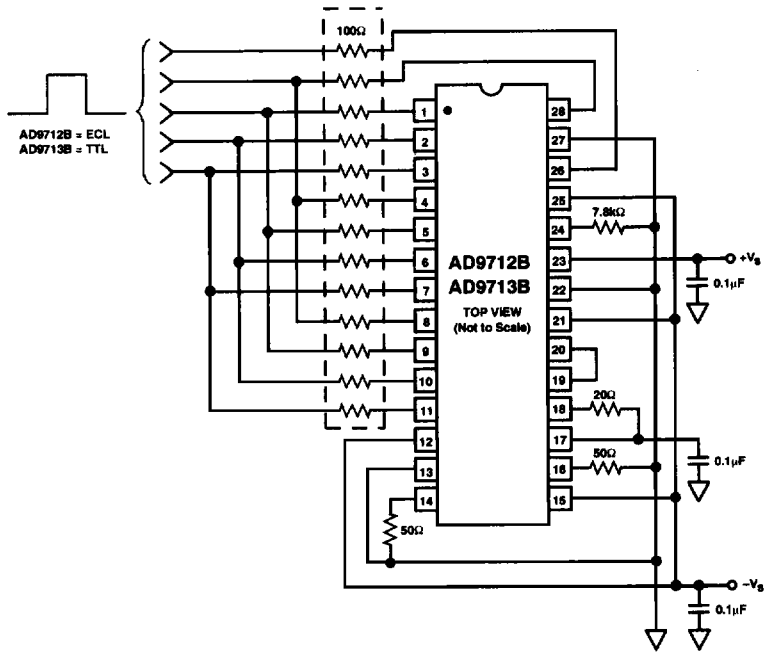 100Ω
AD9712B = ECL
AD9713B = TTL
1
2
3
4
5
6
7
8
9
10
11
12
13
14
28
27
26
25
24
23
22
21
20
19
18
17
16
15
AD9712B
AD9713B
TOP VIEW
(Not to Scale)
7.8kΩ
+Vs
0.1µF
20Ω
50Ω
0.1µF
50Ω
–Vs
0.1µF